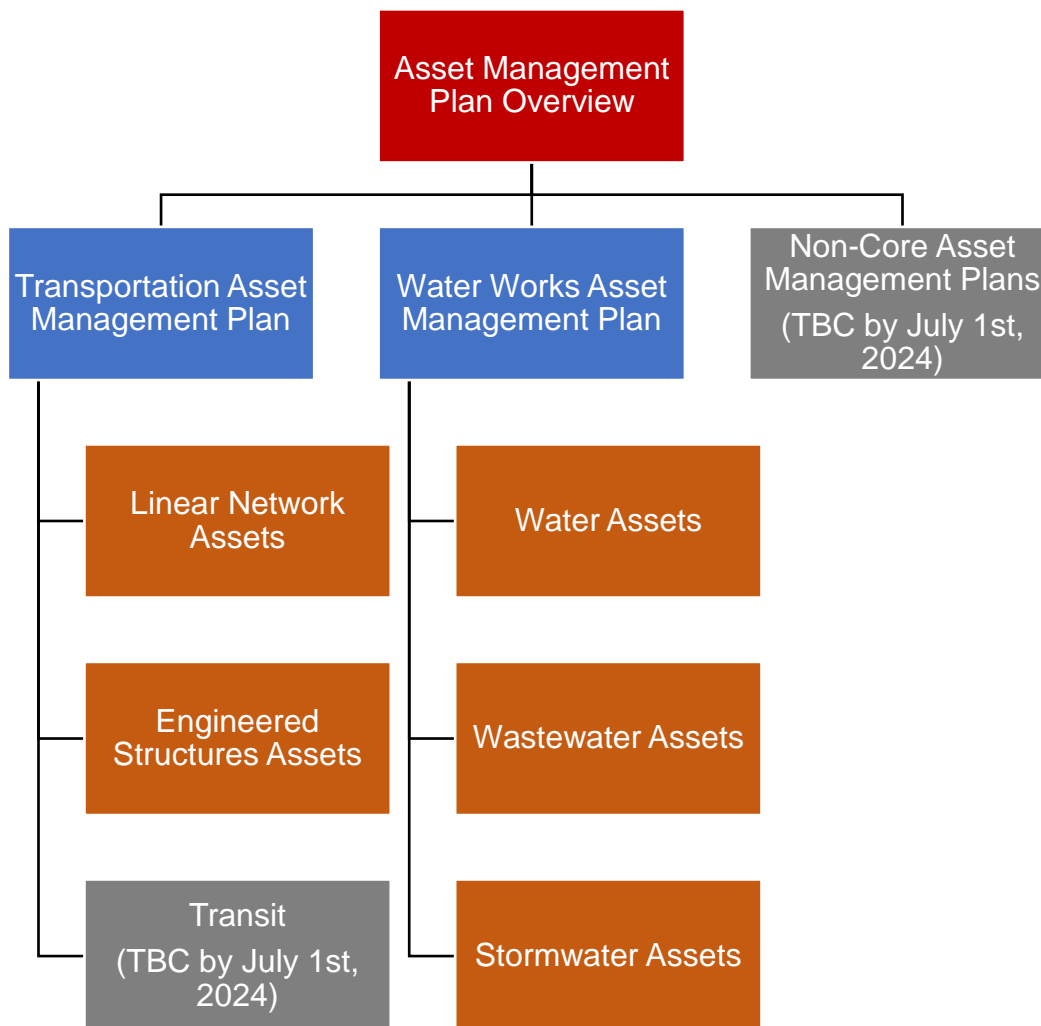 Asset Management
Plan Overview
Transportation Asset
Management Plan
Water Works Asset
Management Plan
Non-Core Asset
Management Plans
(TBC by July 1st,
2024)
Linear Network
Assets
Water Assets
Engineered
Structures Assets
Wastewater Assets
Transit
(TBC by July 1st,
2024)
Stormwater Assets